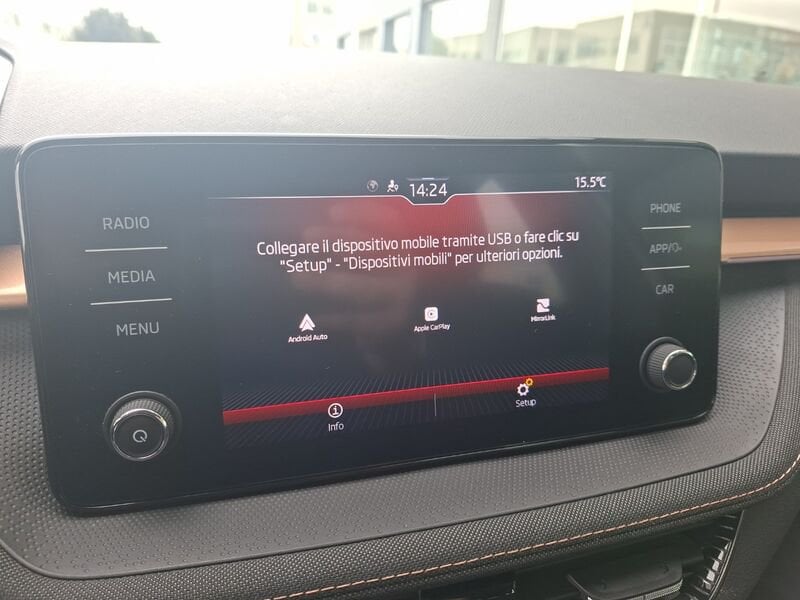 14:24
15.5°C
RADIO
MEDIA
MENU
Collegare il dispositivo mobile tramite USB o fare clic su
"Setup" - "Dispositivi mobili" per ulteriori opzioni.
Android Auto
Apple CarPlay
MirrorLink
Info
Setup
PHONE
APP/
CAR